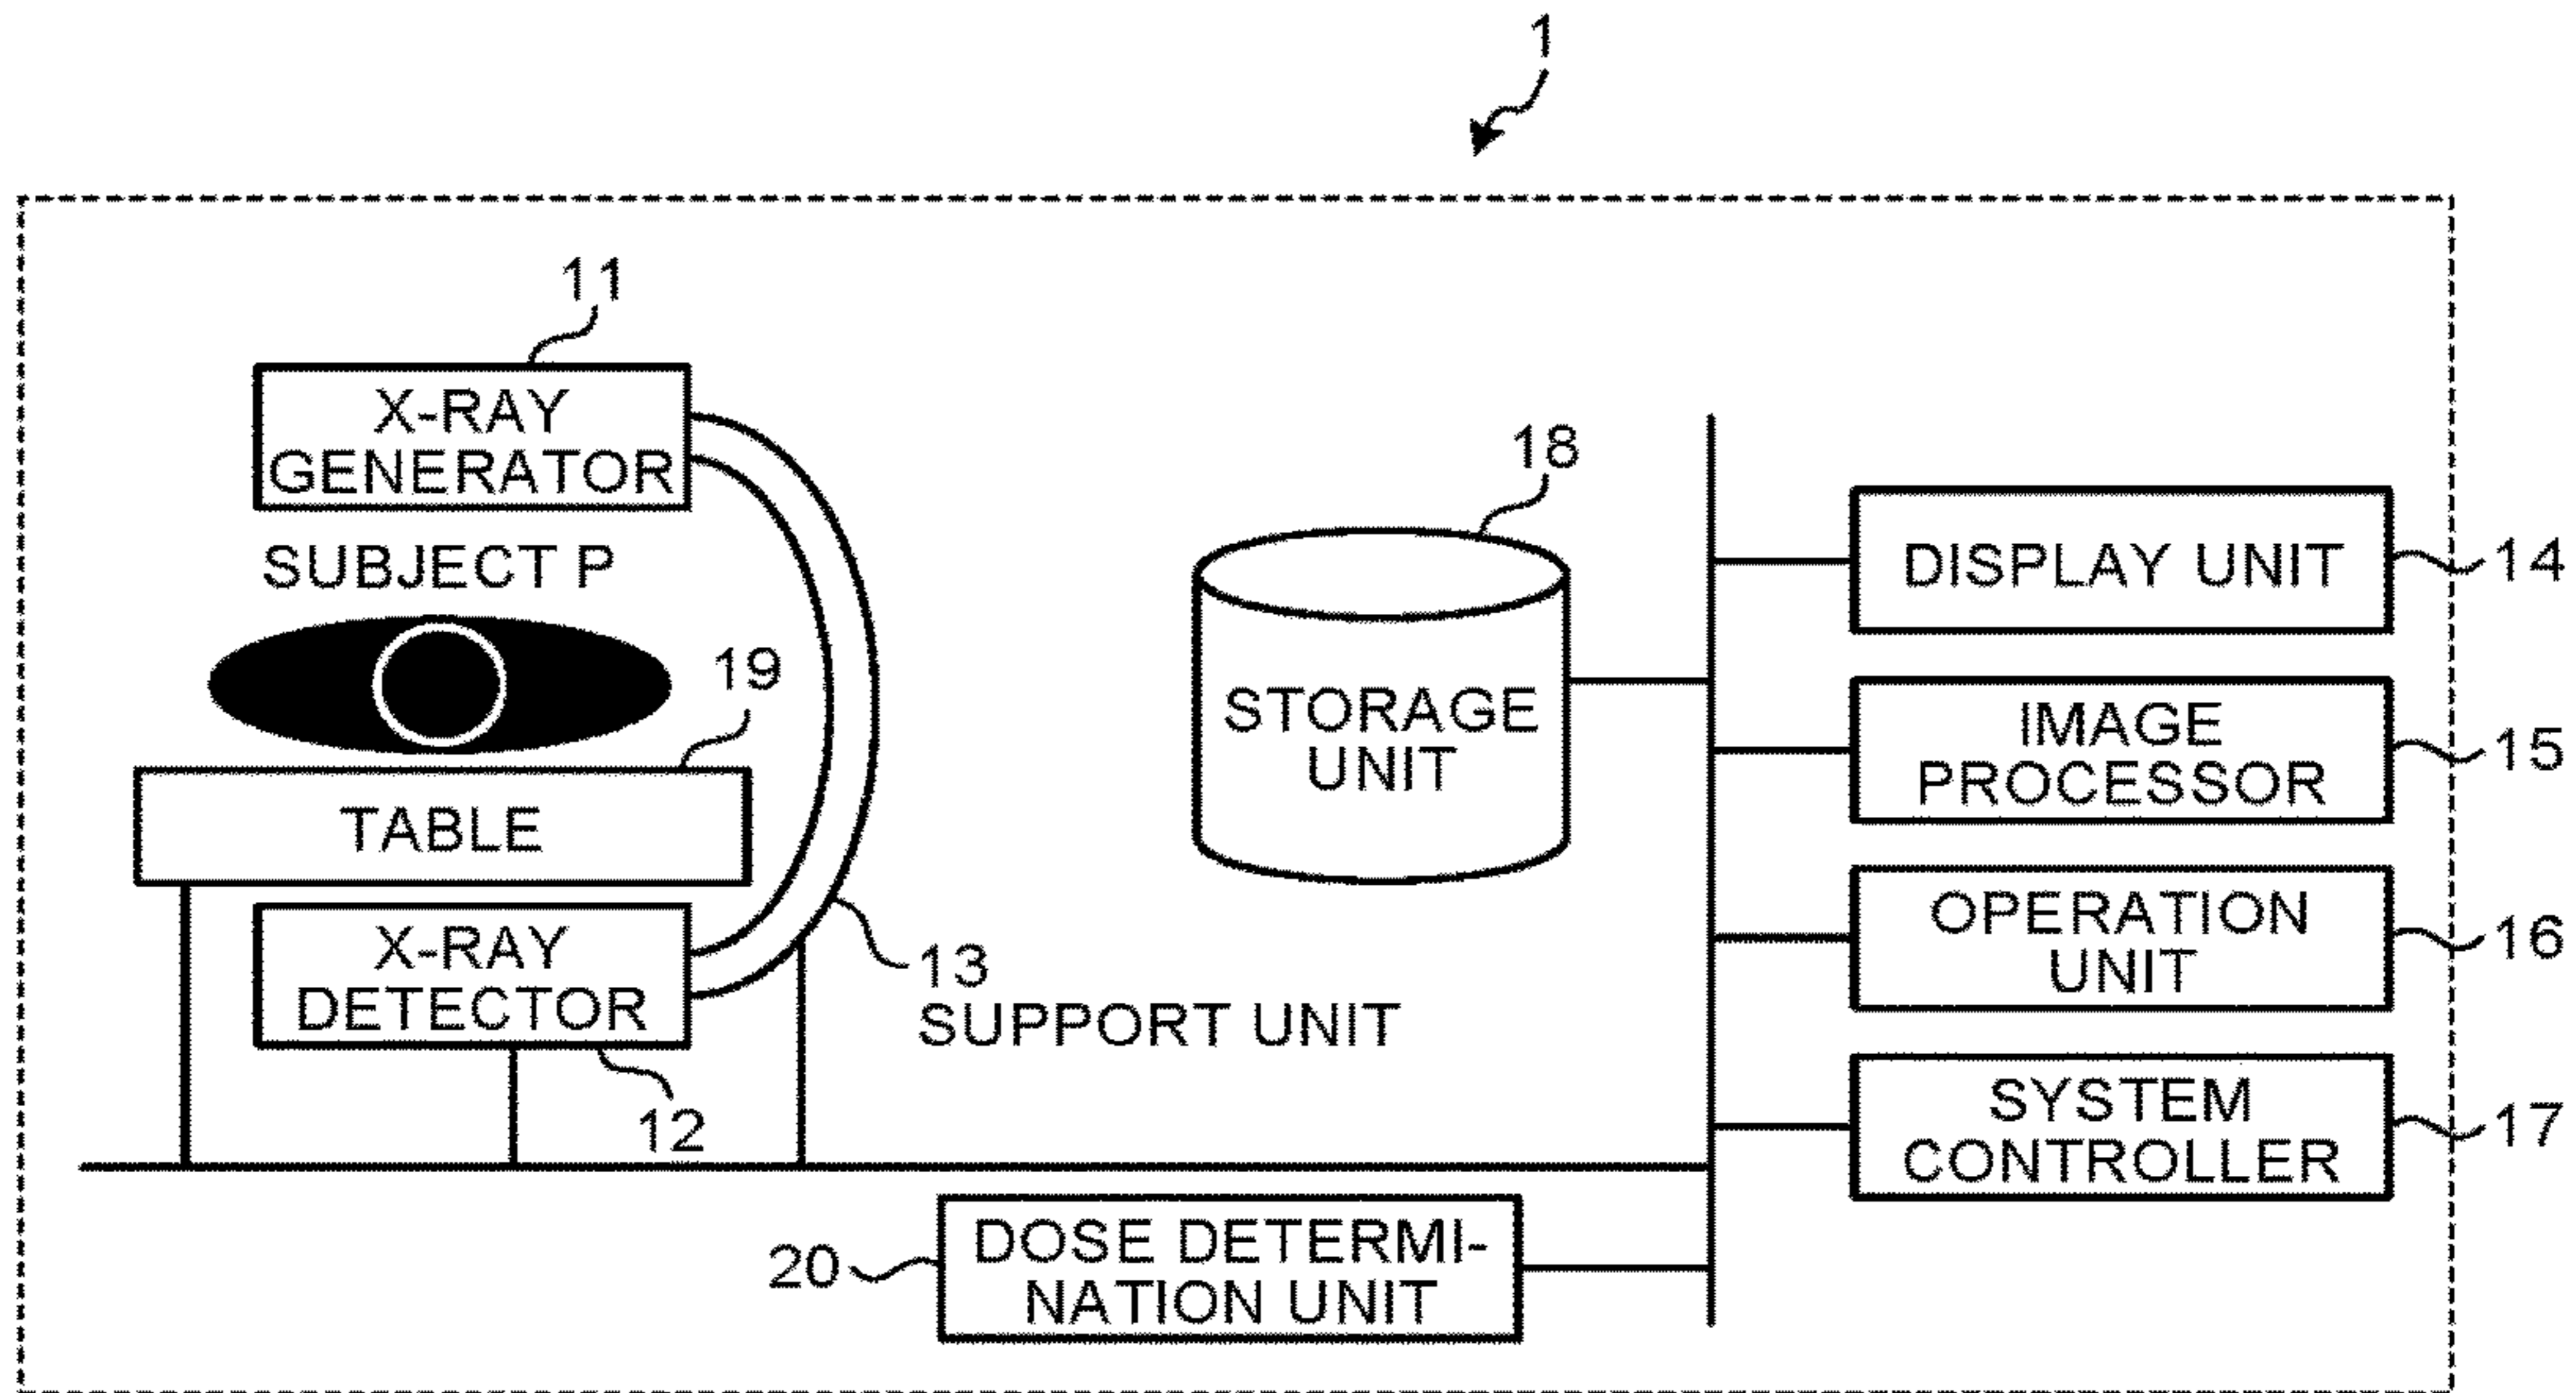 1
11
X-RAY
GENERATOR
SUBJECT P
19
TABLE
X-RAY
DETECTOR
12
13
SUPPORT UNIT
18
STORAGE
UNIT
DISPLAY UNIT
14
IMAGE
PROCESSOR
15
OPERATION
UNIT
16
SYSTEM
CONTROLLER
17
20
DOSE DETERMI-
NATION UNIT